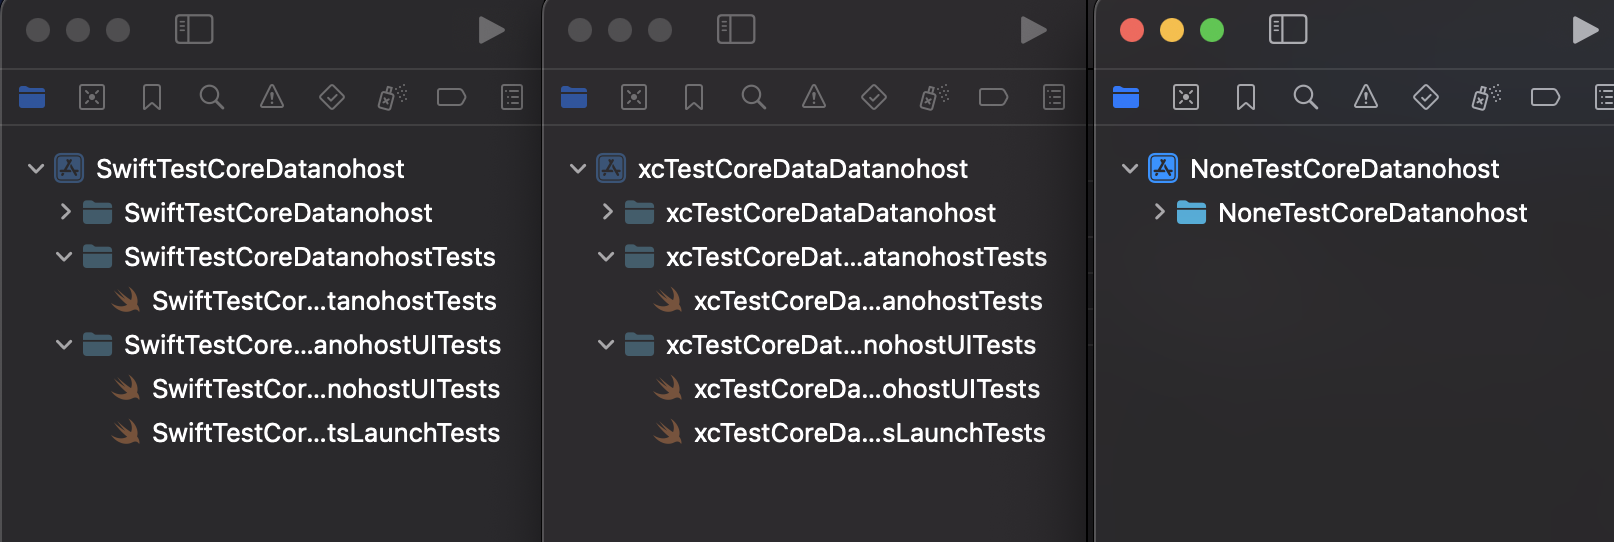 SwiftTestCoreDatanohost
SwiftTestCoreDatanohost
SwiftTestCoreDatanohostTests
SwiftTestCor...tanohostTests
SwiftTestCore...anohostUITests
SwiftTestCor...nohostUITests
SwiftTestCor...tsLaunchTests
xcTestCoreDataDatanohost
xcTestCoreDataDatanohost
xcTestCoreDat...atanohostTests
xcTestCoreDa...anohostTests
xcTestCoreDat...nohostUITests
xcTestCoreDa...ohostUITests
xcTestCoreDa...sLaunchTests
NoneTestCoreDatanohost
NoneTestCoreDatanohost